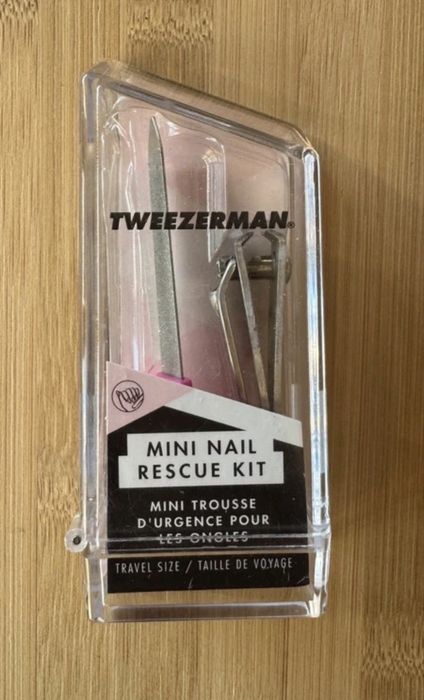 TWEEZERMAN®
MINI NAIL
RESCUE KIT
MINI TROUSSE
D'URGENCE POUR
LES ONGLES
TRAVEL SIZE / TAILLE DE VOYAGE